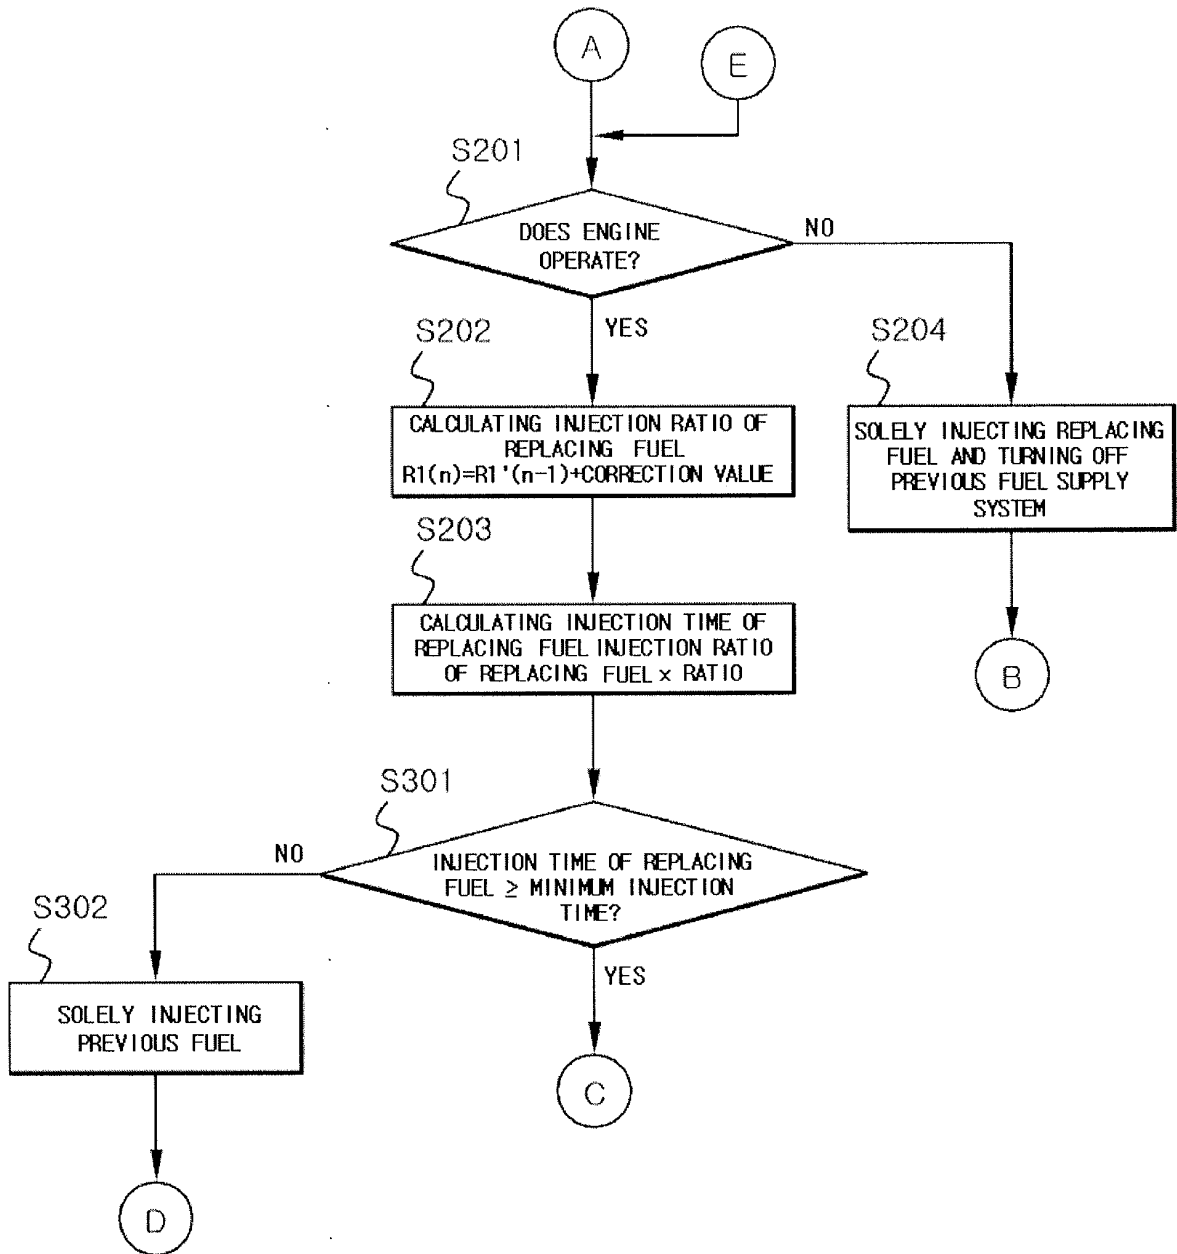 A
E
S201
DOES ENGINE
OPERATE?
NO
YES
S202
CALCULATING INJECTION RATIO OF
REPLACING FUEL
R1(n)=R1'(n-1)+CORRECTION VALUE
S204
SOLELY INJECTING REPLACING
FUEL AND TURNING OFF
PREVIOUS FUEL SUPPLY
SYSTEM
S203
CALCULATING INJECTION TIME OF
REPLACING FUEL INJECTION RATIO
OF REPLACING FUEL × RATIO
B
S301
INJECTION TIME OF REPLACING
FUEL ≥ MINIMUM INJECTION
TIME?
NO
YES
S302
SOLELY INJECTING
PREVIOUS FUEL
C
D